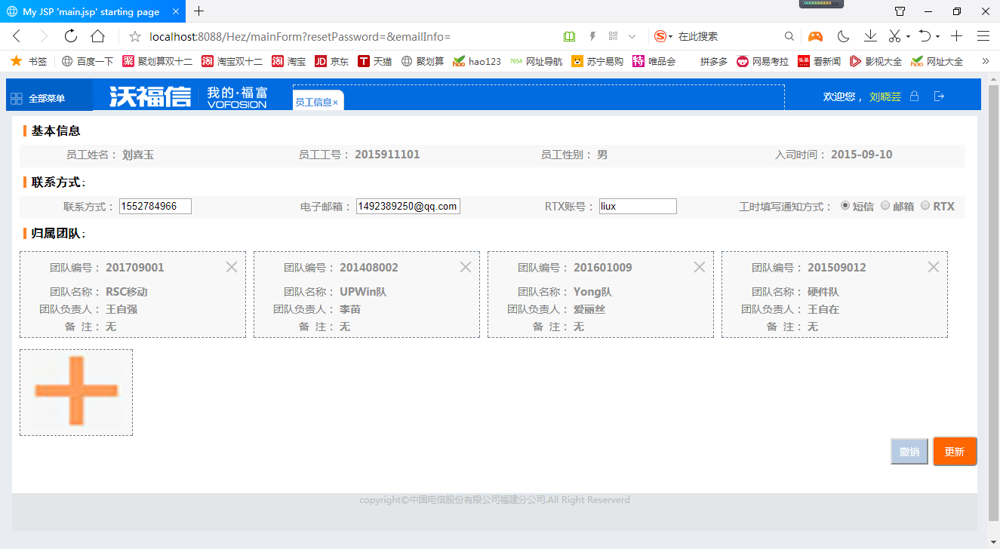 My JSP 'main.jsp' starting page
localhost:8088/Hez/mainForm?resetPassword=&emailInfo=
在此搜索
书签 百度一下 聚划算双十二 淘宝双十二 淘宝 京东 天猫 聚划算 hao123 网址导航 苏宁易购 唯品会 拼多多 网易考拉 看新闻 影视大全 网址大全
全部菜单 沃福信 我的·福富 VOFOSION 员工信息× 欢迎您， 刘晓芸
基本信息
员工姓名： 刘喜玉 员工工号： 2015911101 员工性别： 男 入司时间： 2015-09-10
联系方式：
联系方式： 1552784966 电子邮箱： 1492389250@qq.com RTX账号： liux 工时填写通知方式： 短信 邮箱 RTX
归属团队：
团队编号： 201709001 团队编号： 201408002 团队编号： 201601009 团队编号： 201509012
团队名称： RSC移动 团队名称： UPWin队 团队名称： Yong队 团队名称： 硬件队
团队负责人： 王自强 团队负责人： 李苗 团队负责人： 爱丽丝 团队负责人： 王自在
备 注： 无 备 注： 无 备 注： 无 备 注： 无
撤销 更新
copyright©中国电信股份有限公司福建分公司.All Right Reserverd